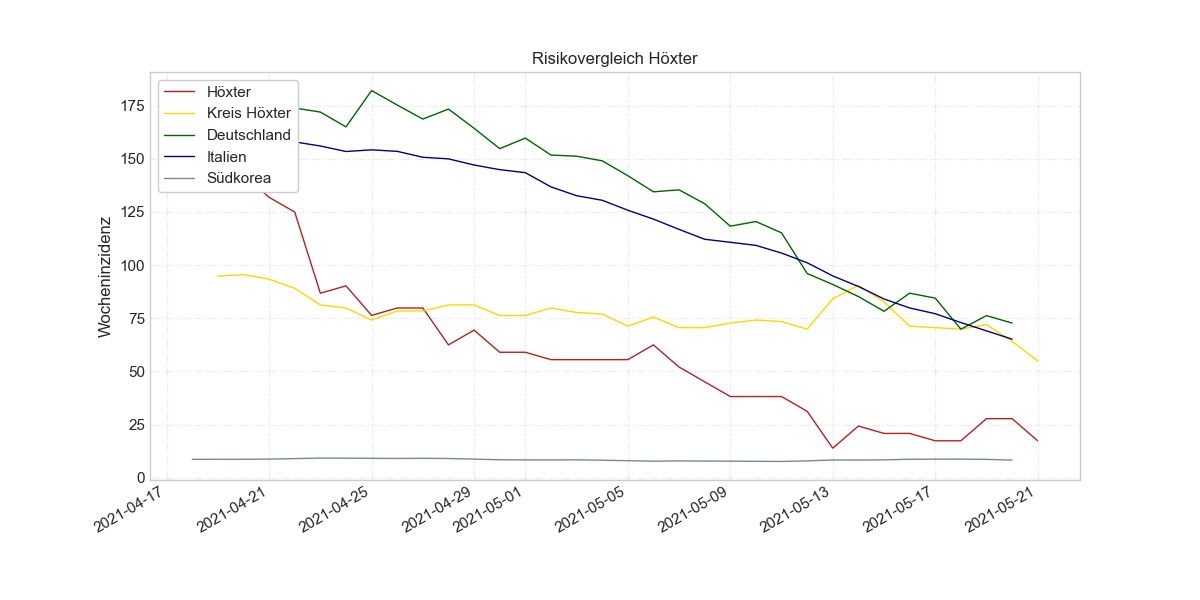 Risikovergleich Höxter
Höxter
Kreis Höxter
Deutschland
Italien
Südkorea
Wocheninzidenz
175
150
125
100
75
50
25
0
2021-04-17
2021-04-21
2021-04-25
2021-04-29
2021-05-01
2021-05-05
2021-05-09
2021-05-13
2021-05-17
2021-05-21